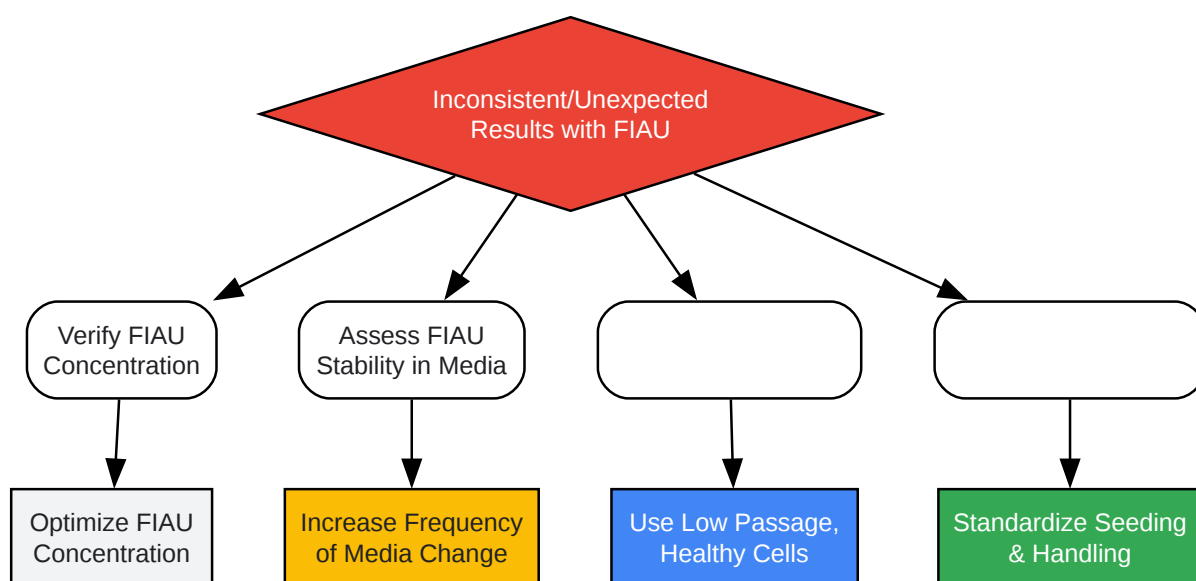 Inconsistent/Unexpected
Results with FIAU
Verify FIAU
Concentration
Assess FIAU
Stability in Media
Optimize FIAU
Concentration
Increase Frequency
of Media Change
Use Low Passage,
Healthy Cells
Standardize Seeding
& Handling